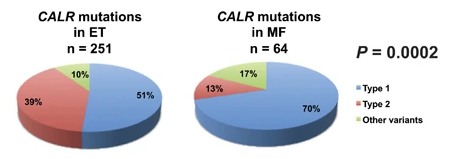 CALR mutations
in ET
n = 251
10%
51%
39%
CALR mutations
in MF
n = 64
17%
13%
70%
P = 0.0002
Type 1
Type 2
Other variants